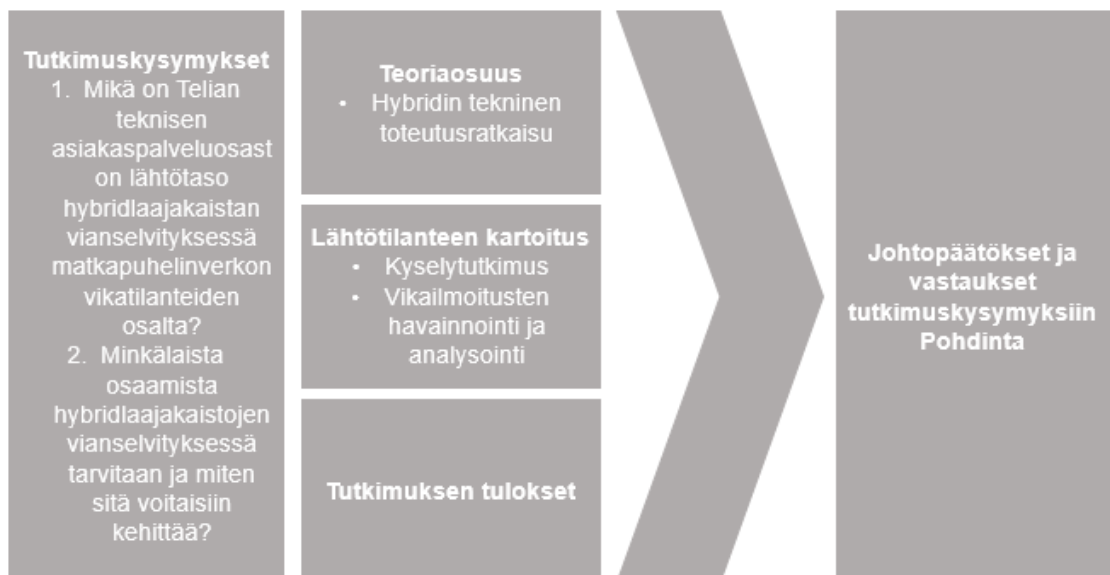 Tutkimuskysymykset
1. Mikä on Telian
teknisen
asiakaspalveluosast
on lähtötaso
hybridlaajakaistan
vianselvityksessä
matkapuhelinverkon
vikatilanteiden
osalta?
2. Minkälaista
osaamista
hybridlaajakaistojen
vianselvityksessä
tarvitaan ja miten
sitä voitaisiin
kehittää?
Teoriaosuus
• Hybridin tekninen
toteutusratkaisu
Lähtötilanteen kartoitus
• Kyselytutkimus
• Vikailmoitusten
havainnointi ja
analysointi
Tutkimuksen tulokset
Johtopäätökset ja
vastaukset
tutkimuskysymyksiin
Pohdinta